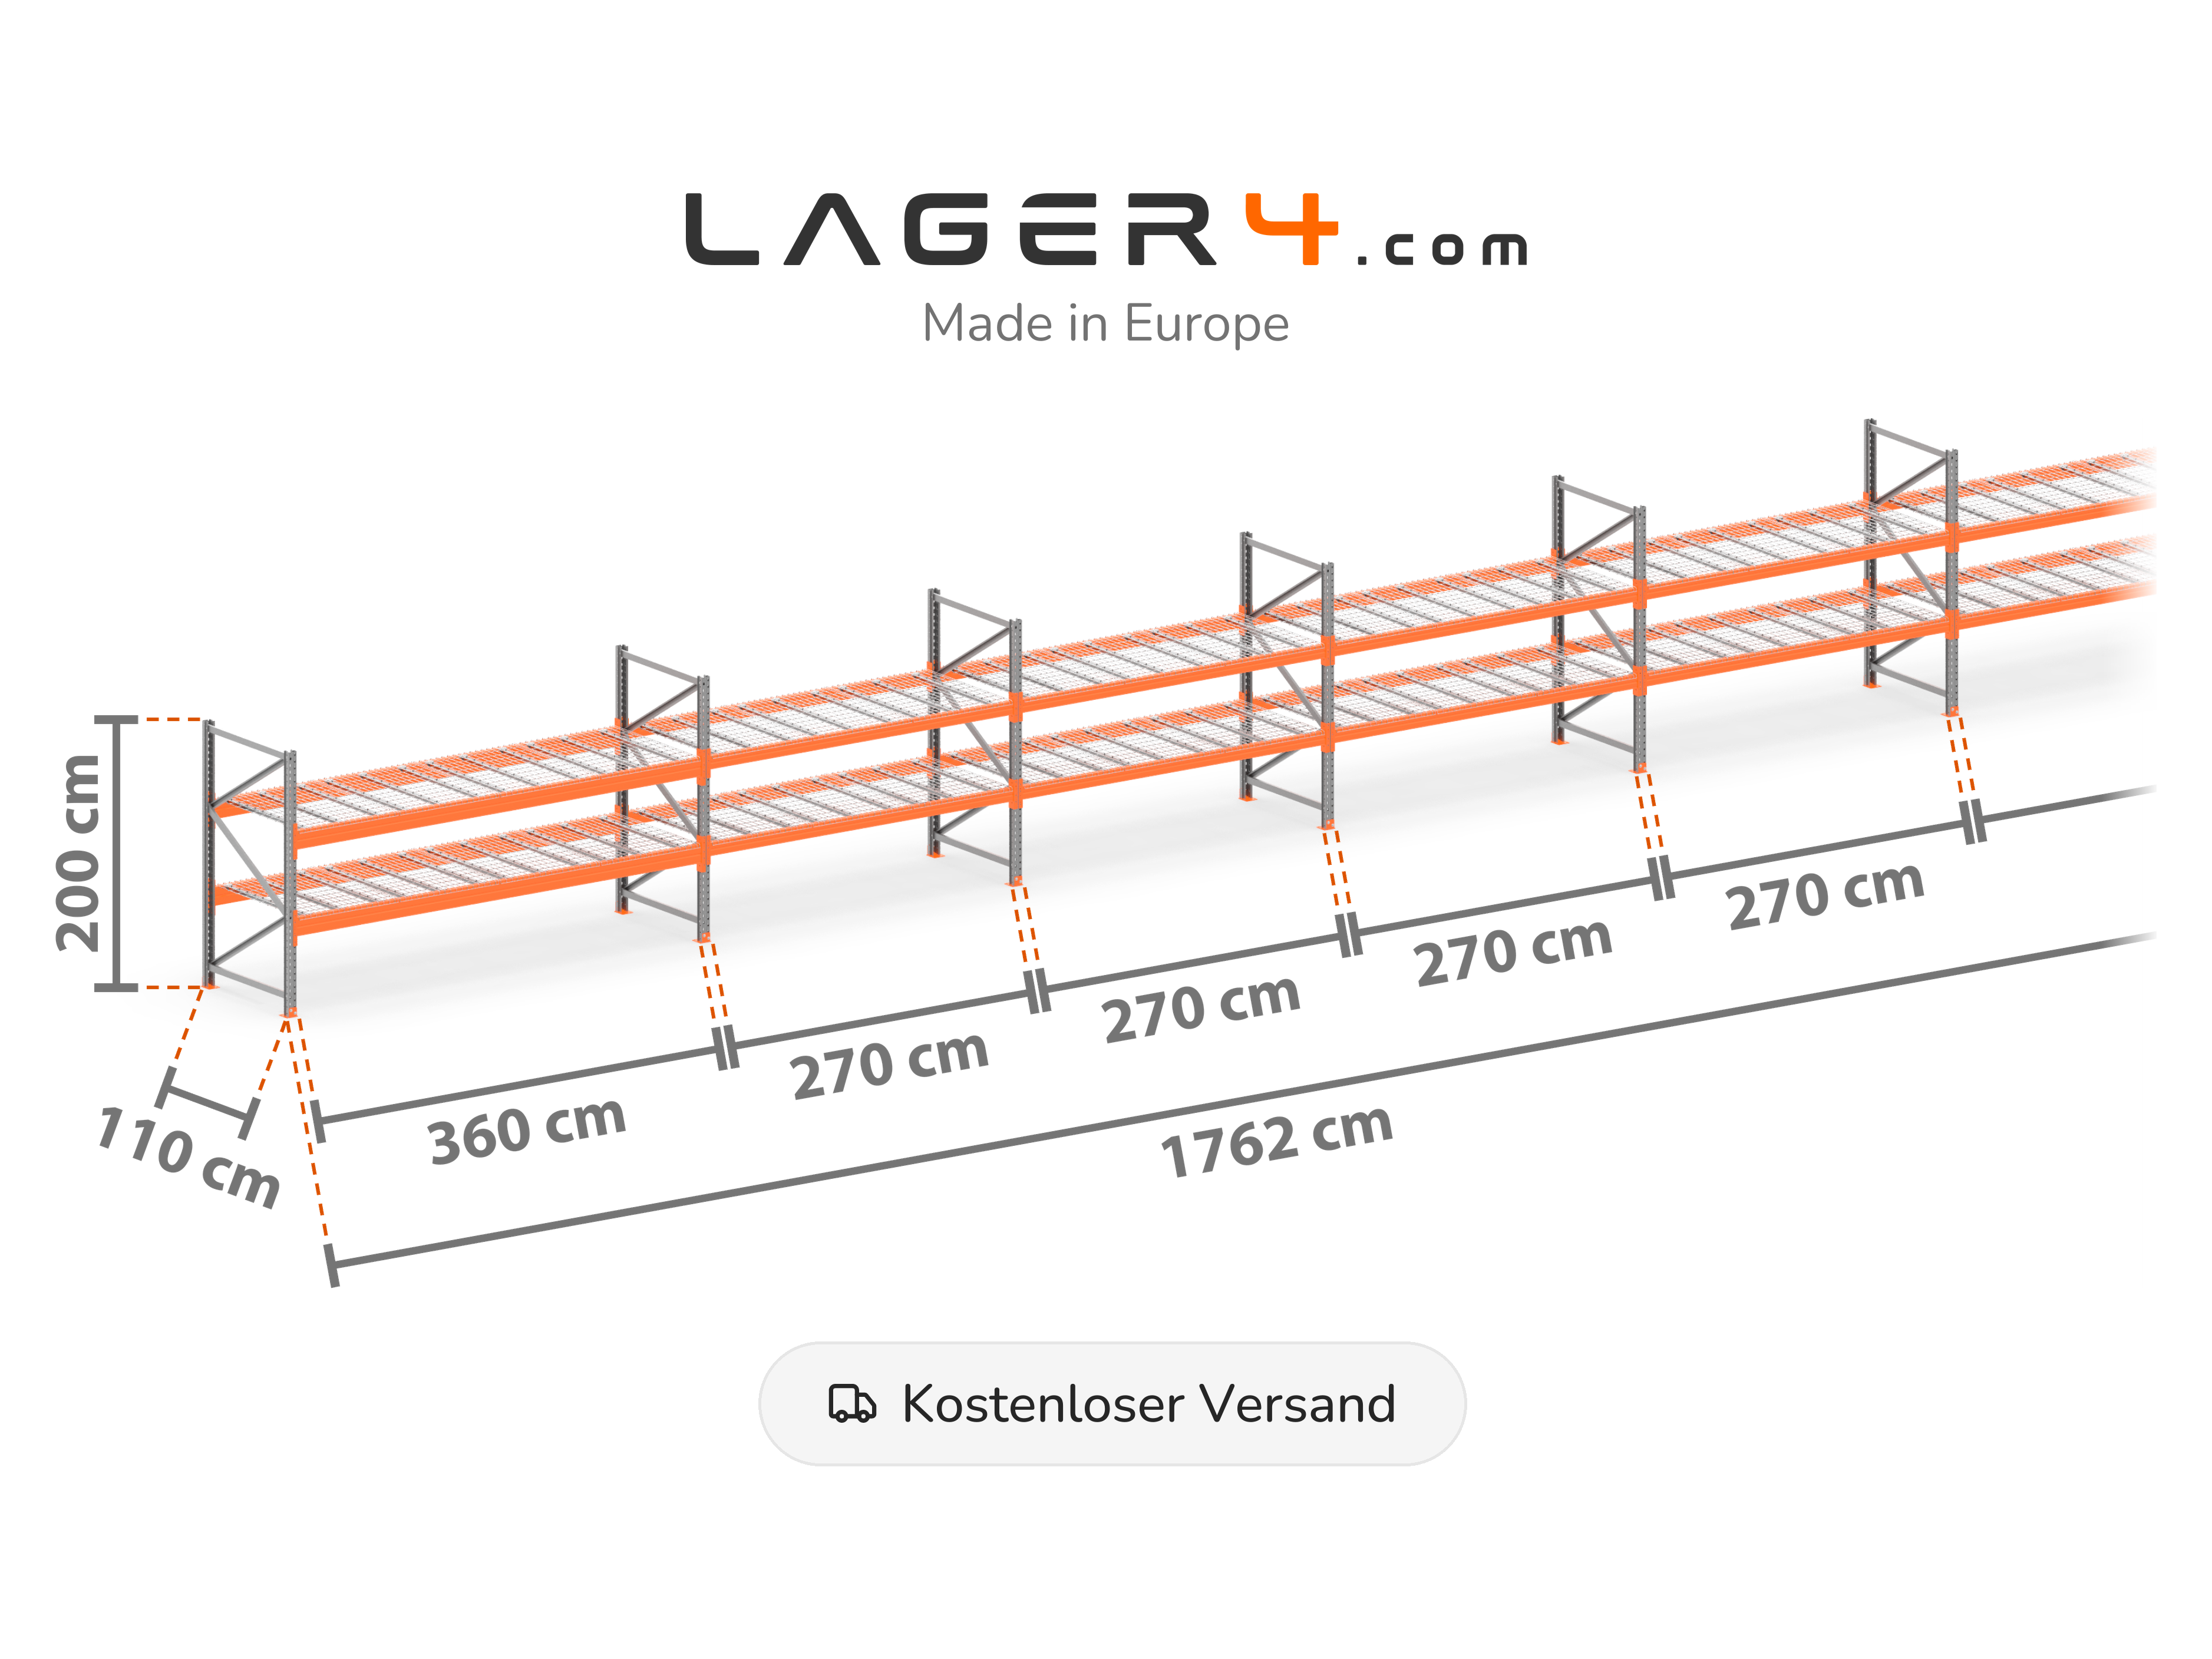 LAGER4.com
Made in Europe
200 cm
110 cm
360 cm
270 cm
270 cm
270 cm
270 cm
1762 cm
Kostenloser Versand